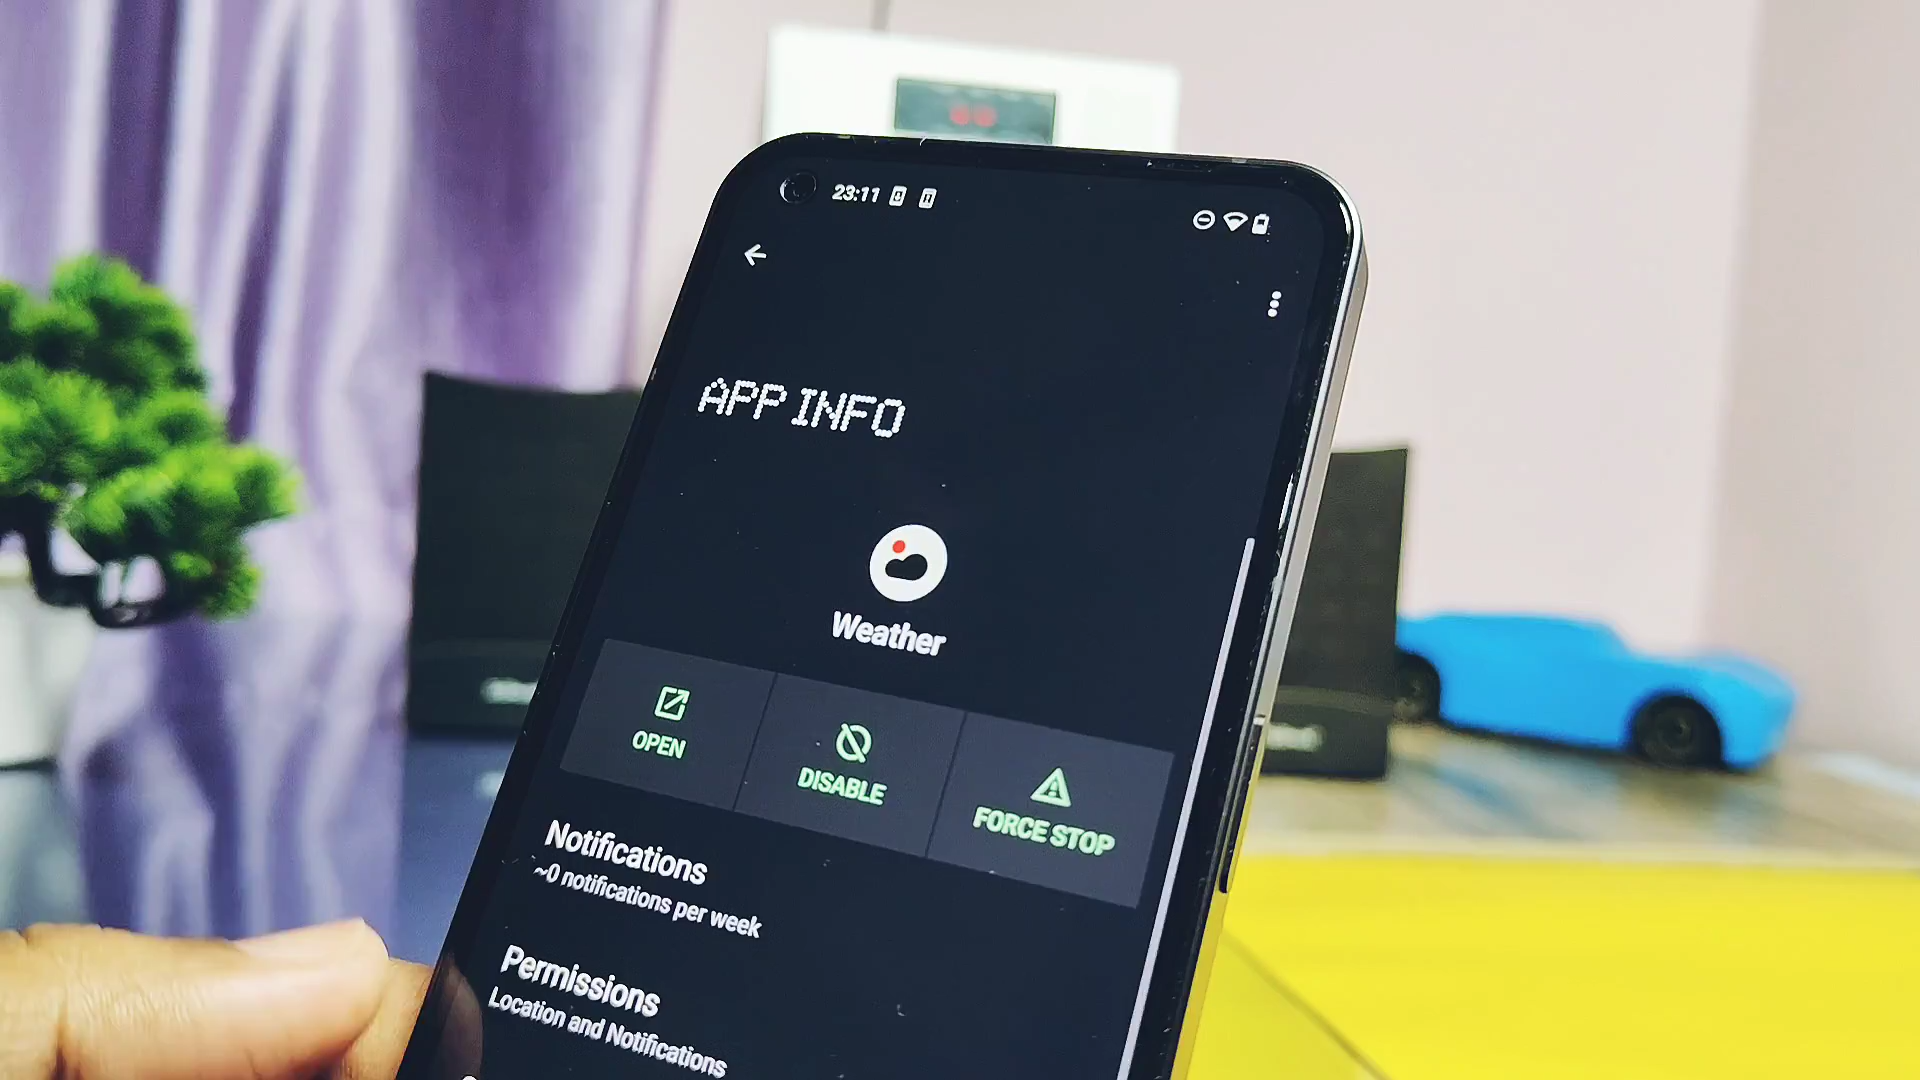 23:11
APP INFO
Weather
OPEN
DISABLE
FORCE STOP
Notifications
~0 notifications per week
Permissions
Location and Notifications